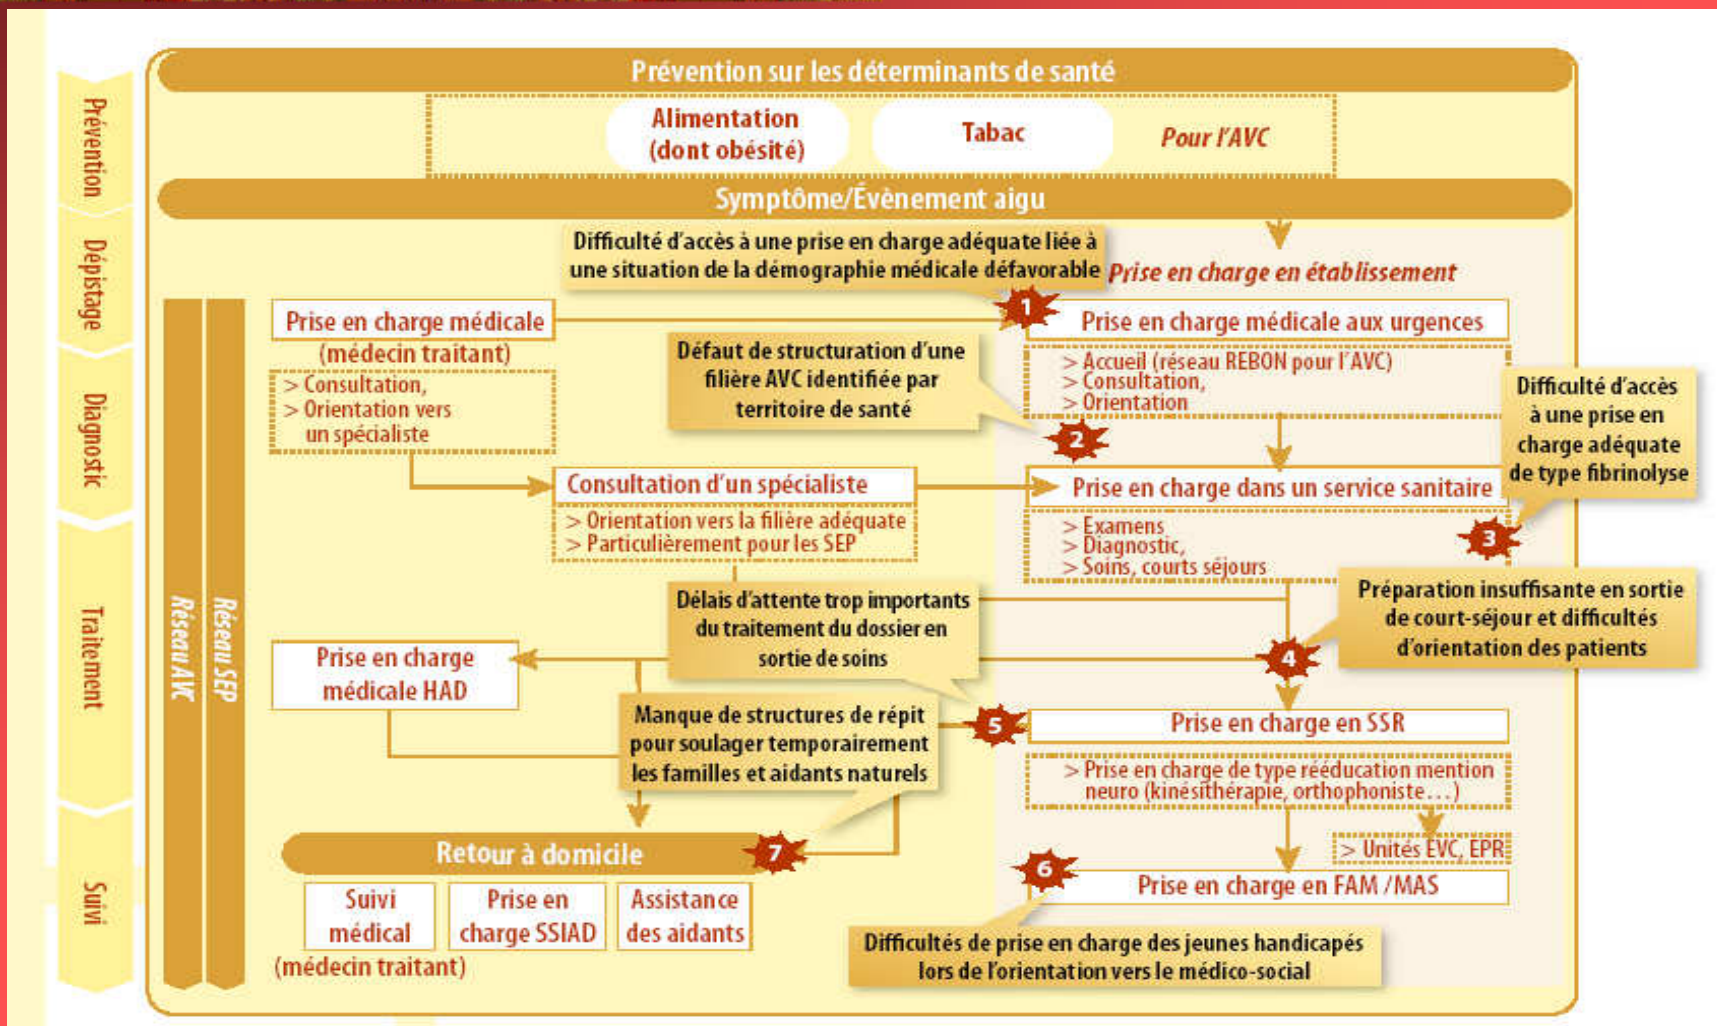 Prévention sur les déterminants de santé
Alimentation
(dont obésité)
Tabac
Pour l'AVC
Symptôme/Évènement aigu
Prévention
Dépistage
Diagnostic
Traitement
Suivi
Réseau AVC
Réseau SEP
Difficulté d'accès à une prise en charge adéquate liée à
une situation de la démographie médicale défavorable
Prise en charge en établissement
1
Prise en charge médicale
(médecin traitant)
> Consultation,
> Orientation vers
un spécialiste
Prise en charge médicale aux urgences
> Accueil (réseau REBON pour l'AVC)
> Consultation,
> Orientation
Défaut de structuration d'une
filière AVC identifiée par
territoire de santé
2
Difficulté d'accès
à une prise en
charge adéquate
de type fibrinolyse
3
Consultation d'un spécialiste
> Orientation vers la filière adéquate
> Particulièrement pour les SEP
Prise en charge dans un service sanitaire
> Examens
> Diagnostic,
> Soins, courts séjours
Délais d'attente trop importants
du traitement du dossier en
sortie de soins
Préparation insuffisante en sortie
de court-séjour et difficultés
d'orientation des patients
4
Prise en charge
médicale HAD
5
Prise en charge en SSR
> Prise en charge de type rééducation mention
neuro (kinésithérapie, orthophoniste…)
Manque de structures de répit
pour soulager temporairement
les familles et aidants naturels
7
Retour à domicile
> Unités EVC, EPR
6
Prise en charge en FAM /MAS
Suivi
médical
(médecin traitant)
Prise en
charge SSIAD
Assistance
des aidants
Difficultés de prise en charge des jeunes handicapés
lors de l'orientation vers le médico-social